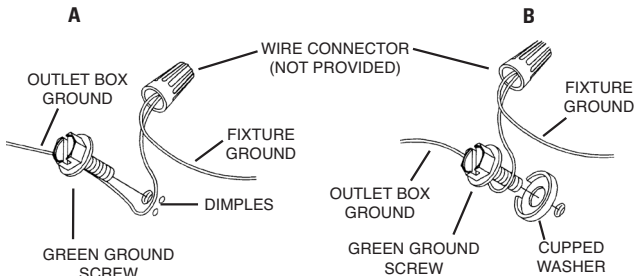 A
B
WIRE CONNECTOR
(NOT PROVIDED)
OUTLET BOX
GROUND
FIXTURE
GROUND
DIMPLES
GREEN GROUND
SCREW
FIXTURE
GROUND
OUTLET BOX
GROUND
GREEN GROUND
SCREW
CUPPED
WASHER